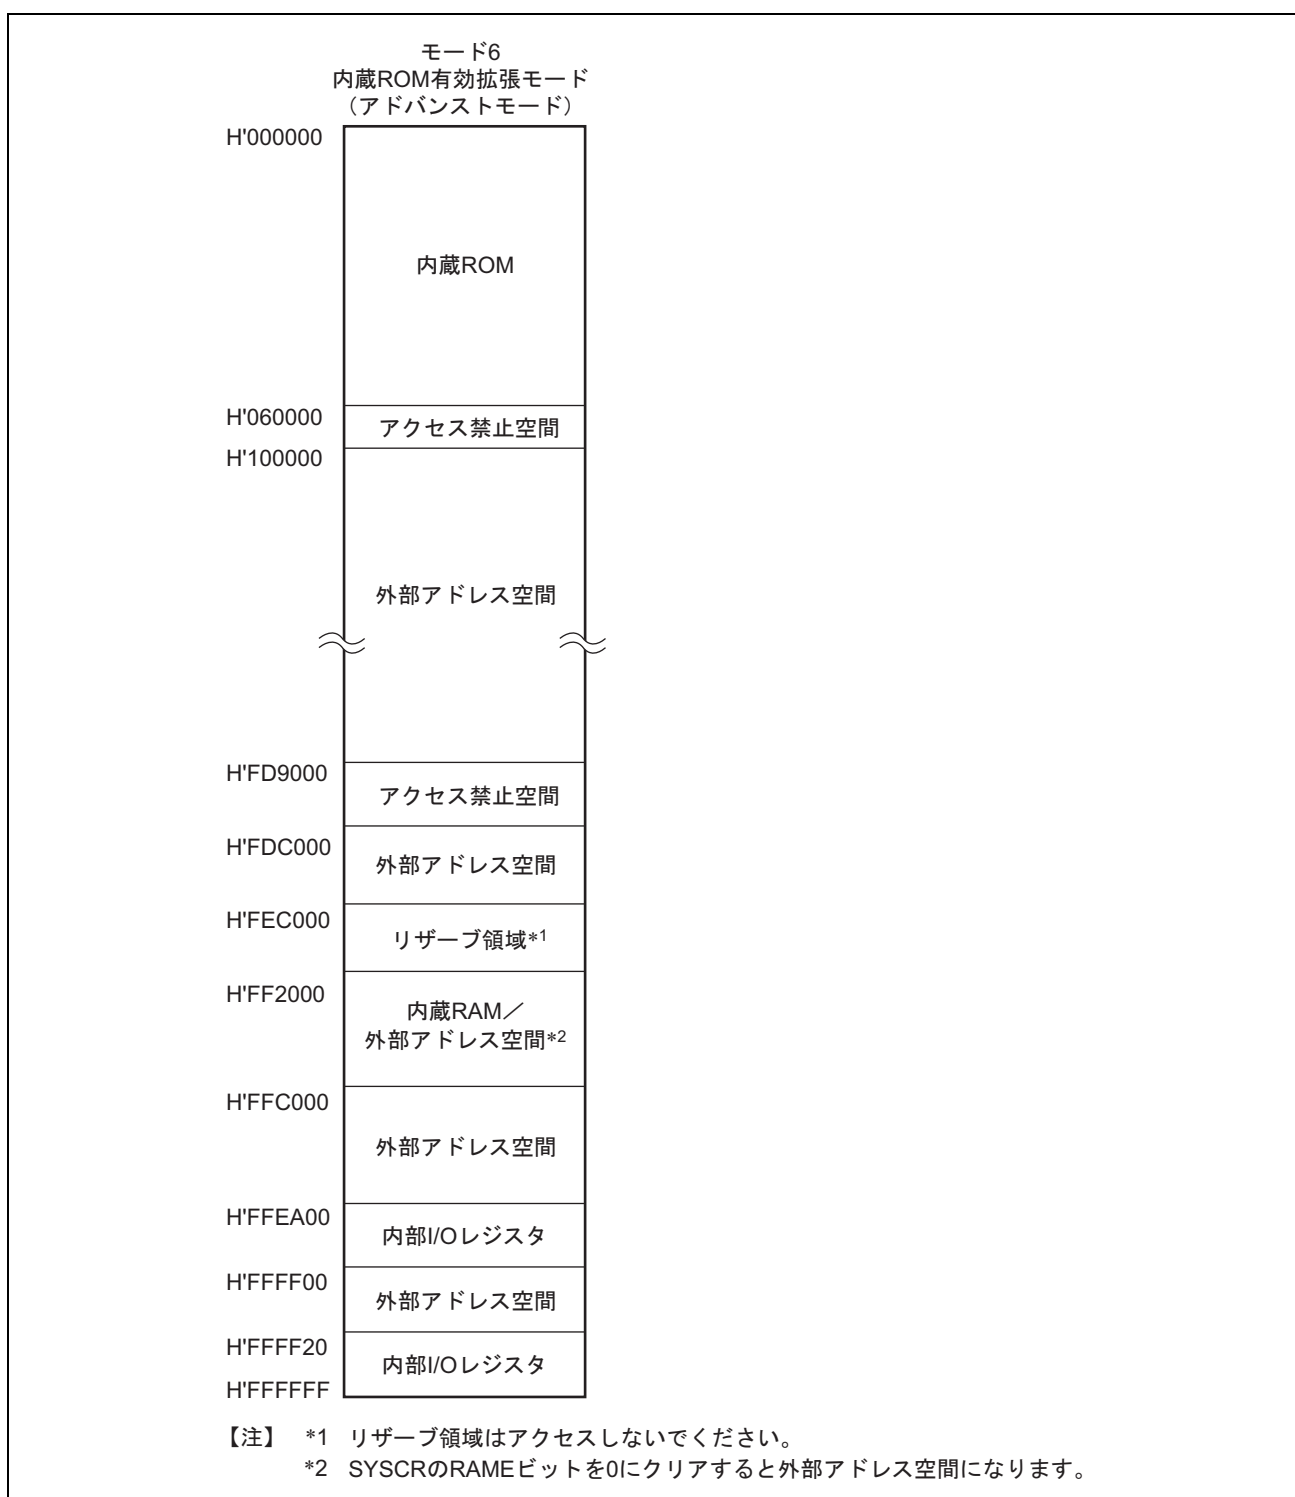 モード6
内蔵ROM有効拡張モード
（アドバンストモード）
H'000000
内蔵ROM
H'060000
アクセス禁止空間
H'100000
外部アドレス空間
H'FD9000
アクセス禁止空間
H'FDC000
外部アドレス空間
H'FEC000
リザーブ領域*1
H'FF2000
内蔵RAM／
外部アドレス空間*2
H'FFC000
外部アドレス空間
H'FFEA00
内部I/Oレジスタ
H'FFFF00
外部アドレス空間
H'FFFF20
内部I/Oレジスタ
H'FFFFFF
【注】 *1 リザーブ領域はアクセスしないでください。
*2 SYSCRのRAMEビットを0にクリアすると外部アドレス空間になります。